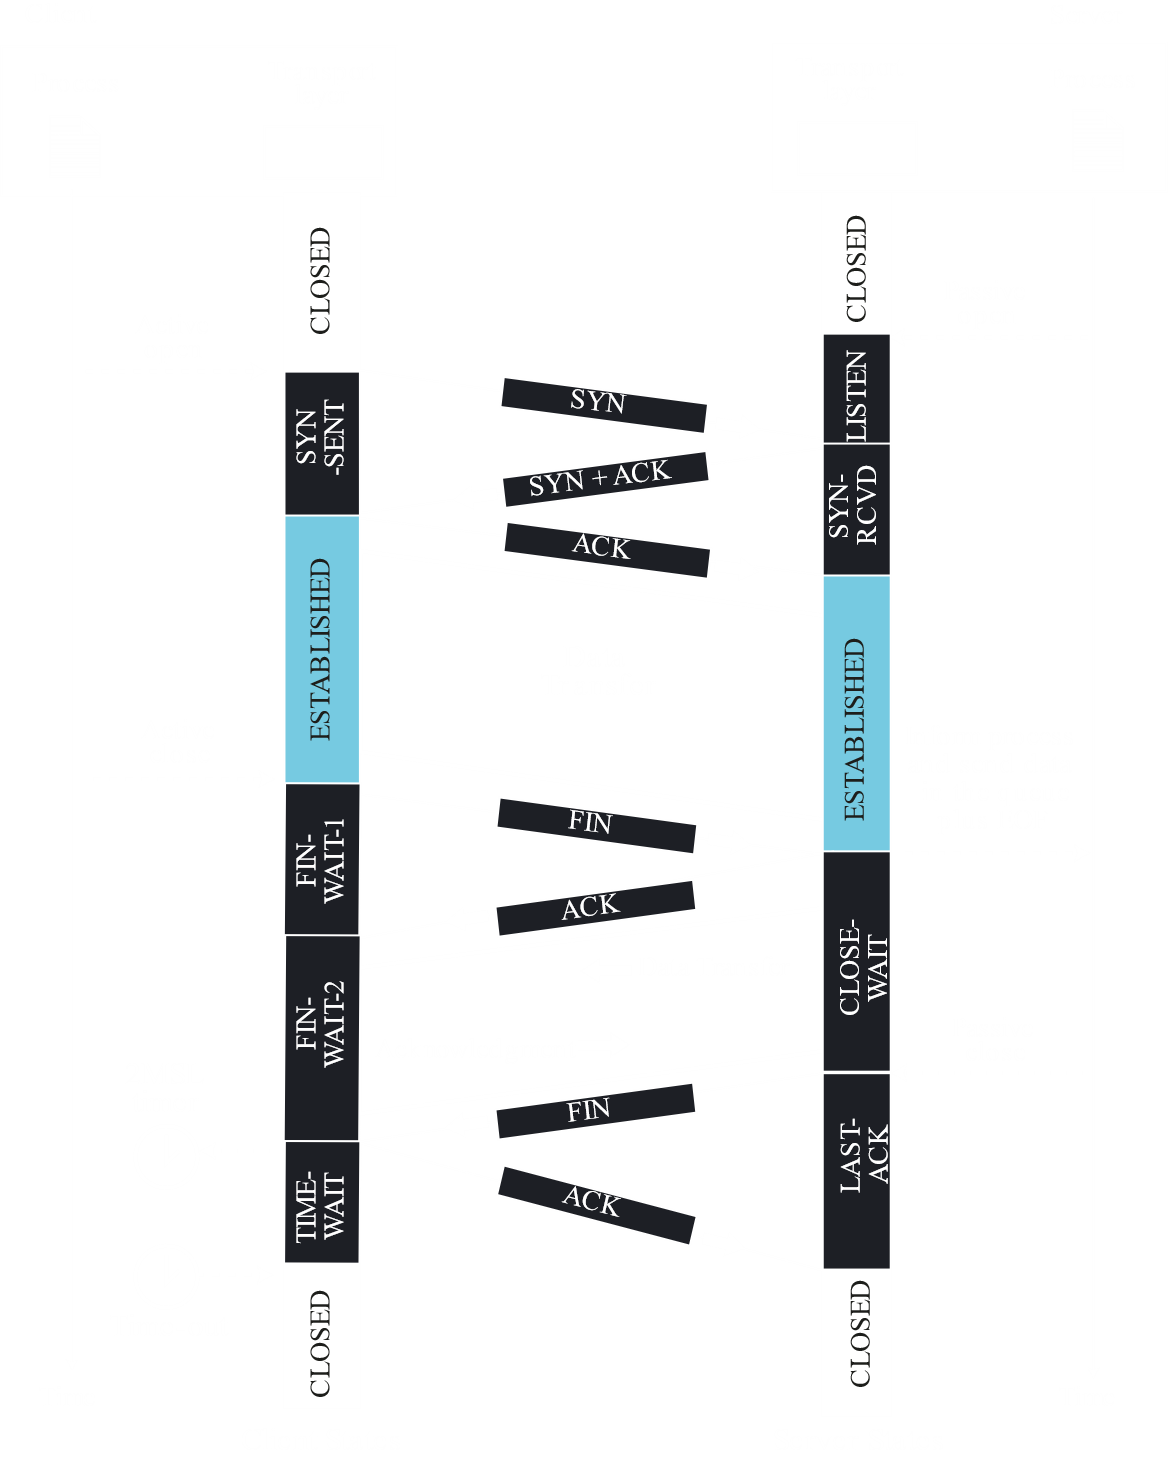 CLOSED
SYN
-SENT
ESTABLISHED
FIN-
WAIT-1
FIN-
WAIT-2
TIME-
WAIT
CLOSED
SYN
SYN + ACK
ACK
FIN
ACK
FIN
ACK
CLOSED
LISTEN
SYN-
RCVD
ESTABLISHED
CLOSE-
WAIT
LAST-
ACK
CLOSED